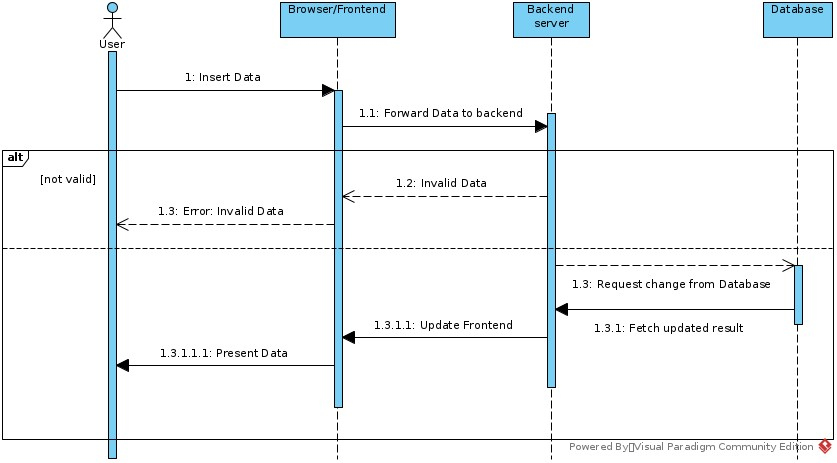 Browser/Frontend
Backend
server
Database
User
1: Insert Data
1.1: Forward Data to backend
alt
[not valid]
1.2: Invalid Data
1.3: Error: Invalid Data
1.3: Request change from Database
1.3.1: Fetch updated result
1.3.1.1: Update Frontend
1.3.1.1.1: Present Data
Powered By▯Visual Paradigm Community Edition